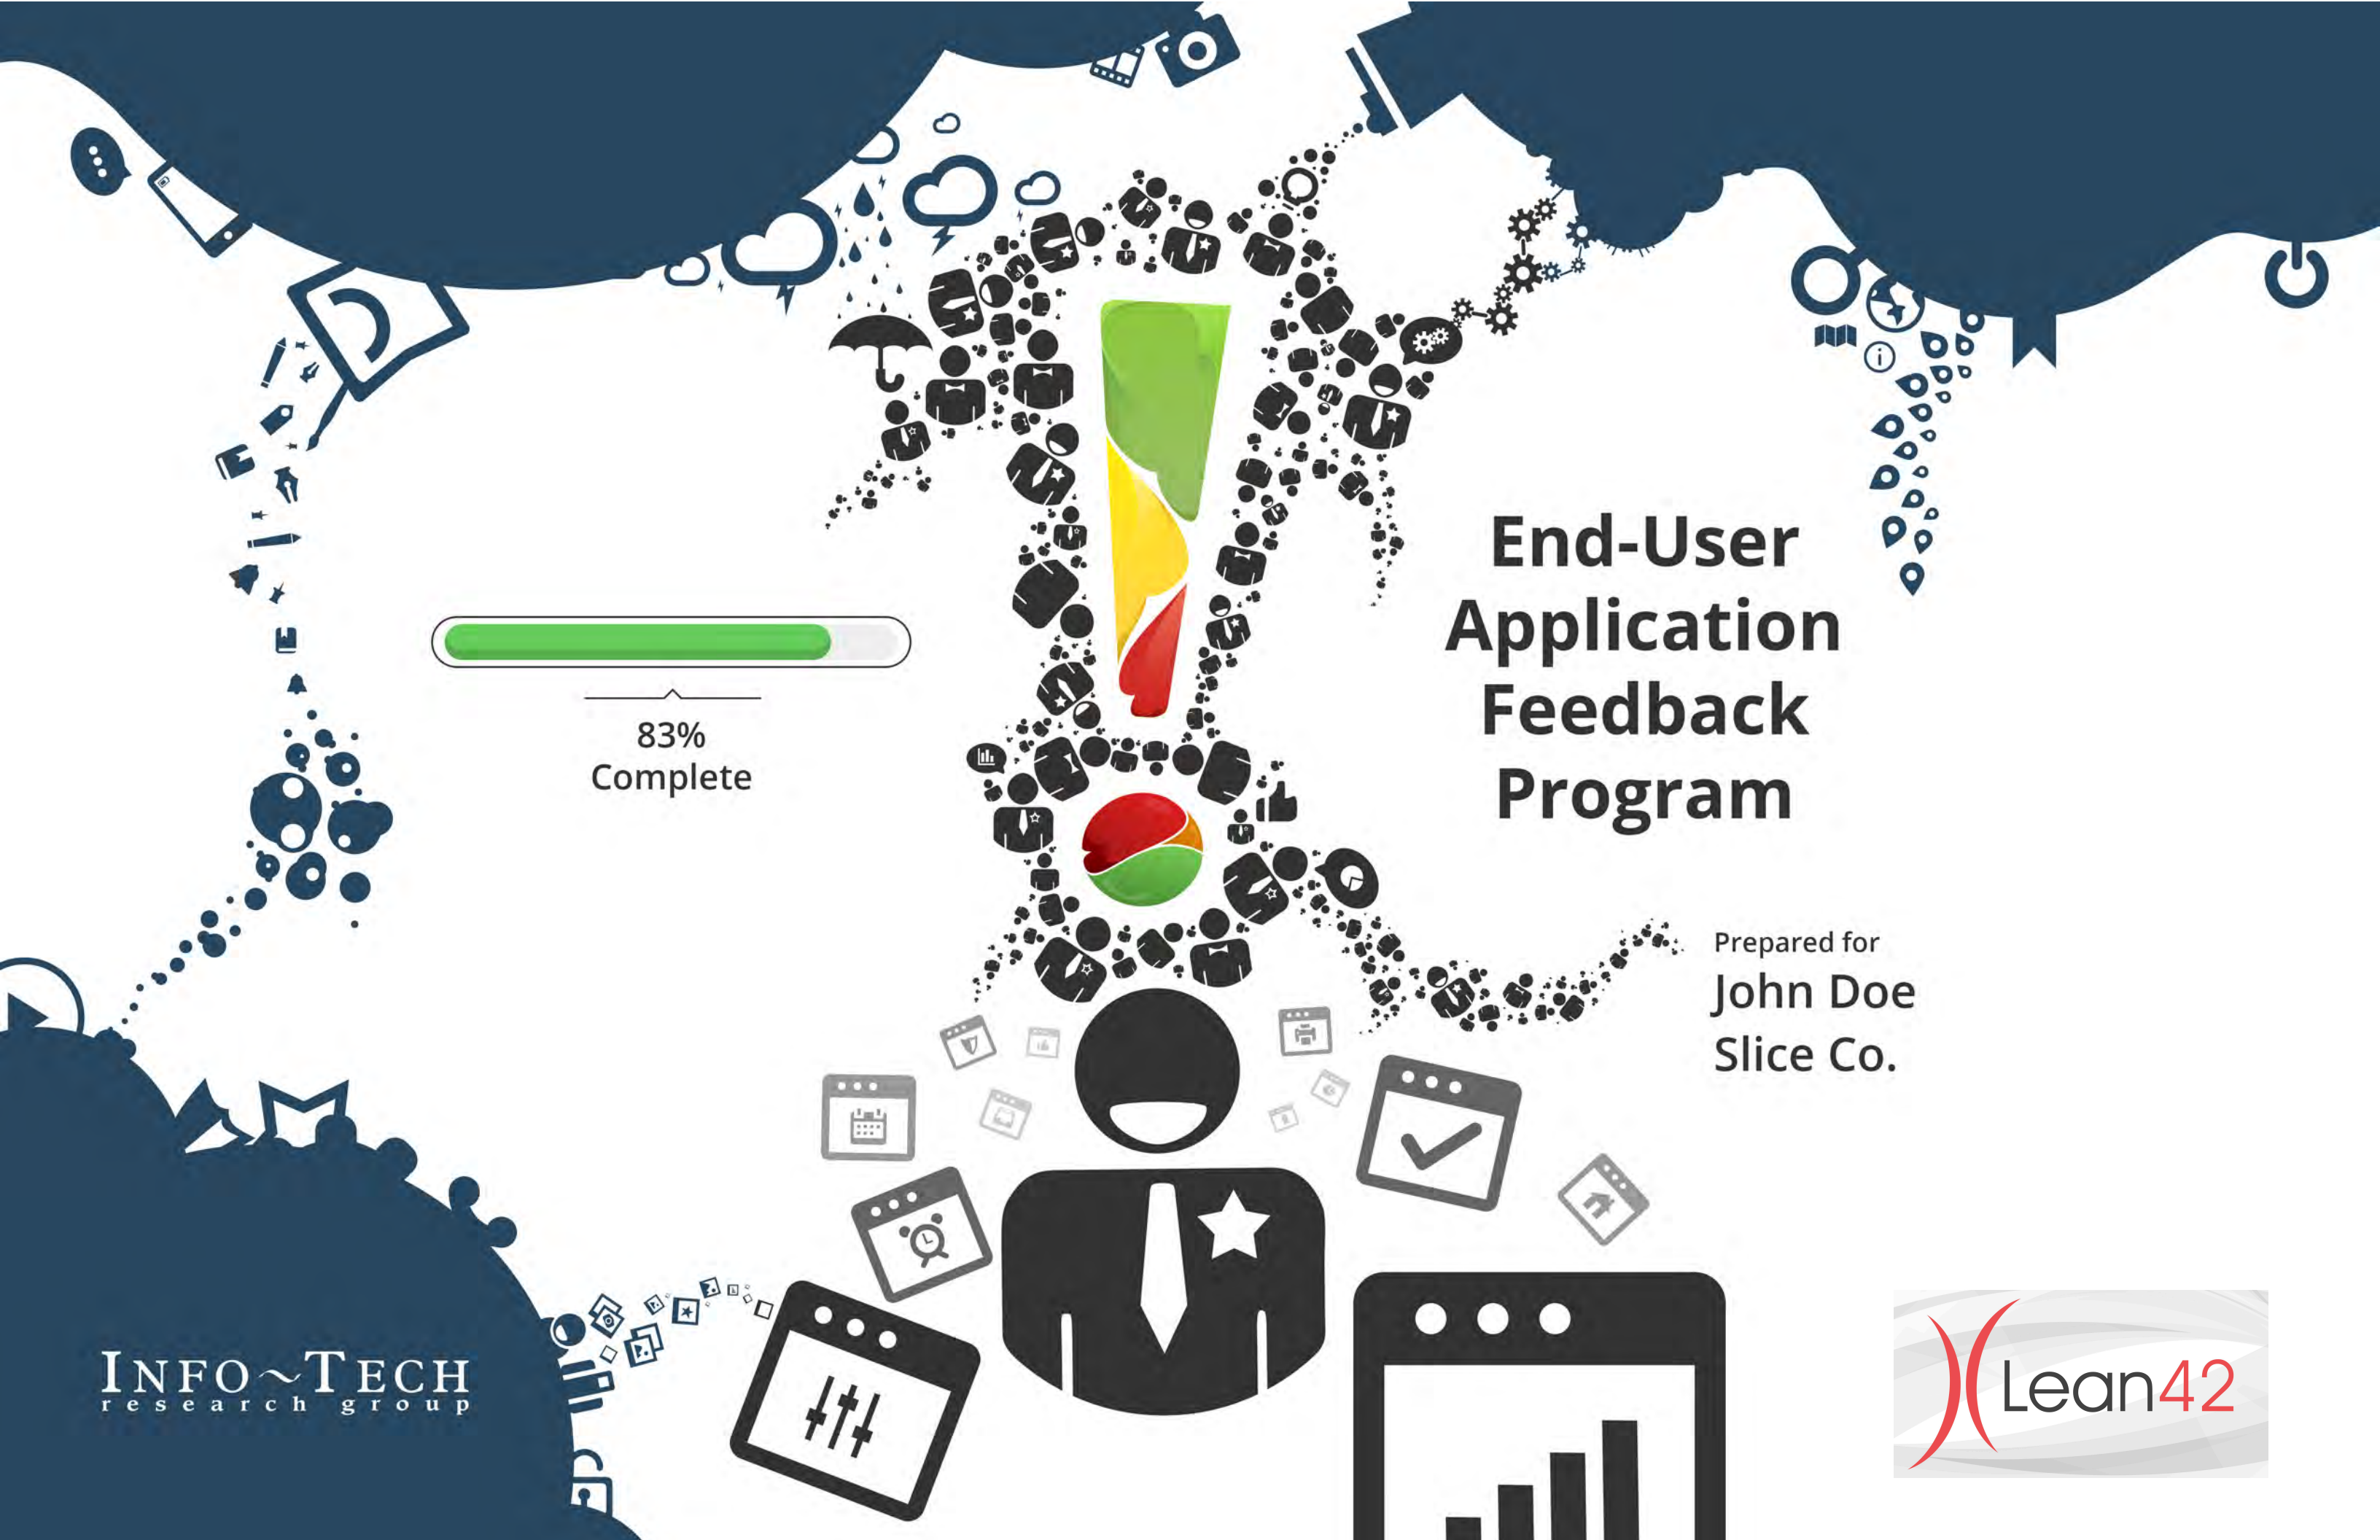 End-User
Application
Feedback
Program
83%
Complete
Prepared for
John Doe
Slice Co.
INFO~TECH
research group
Lean42